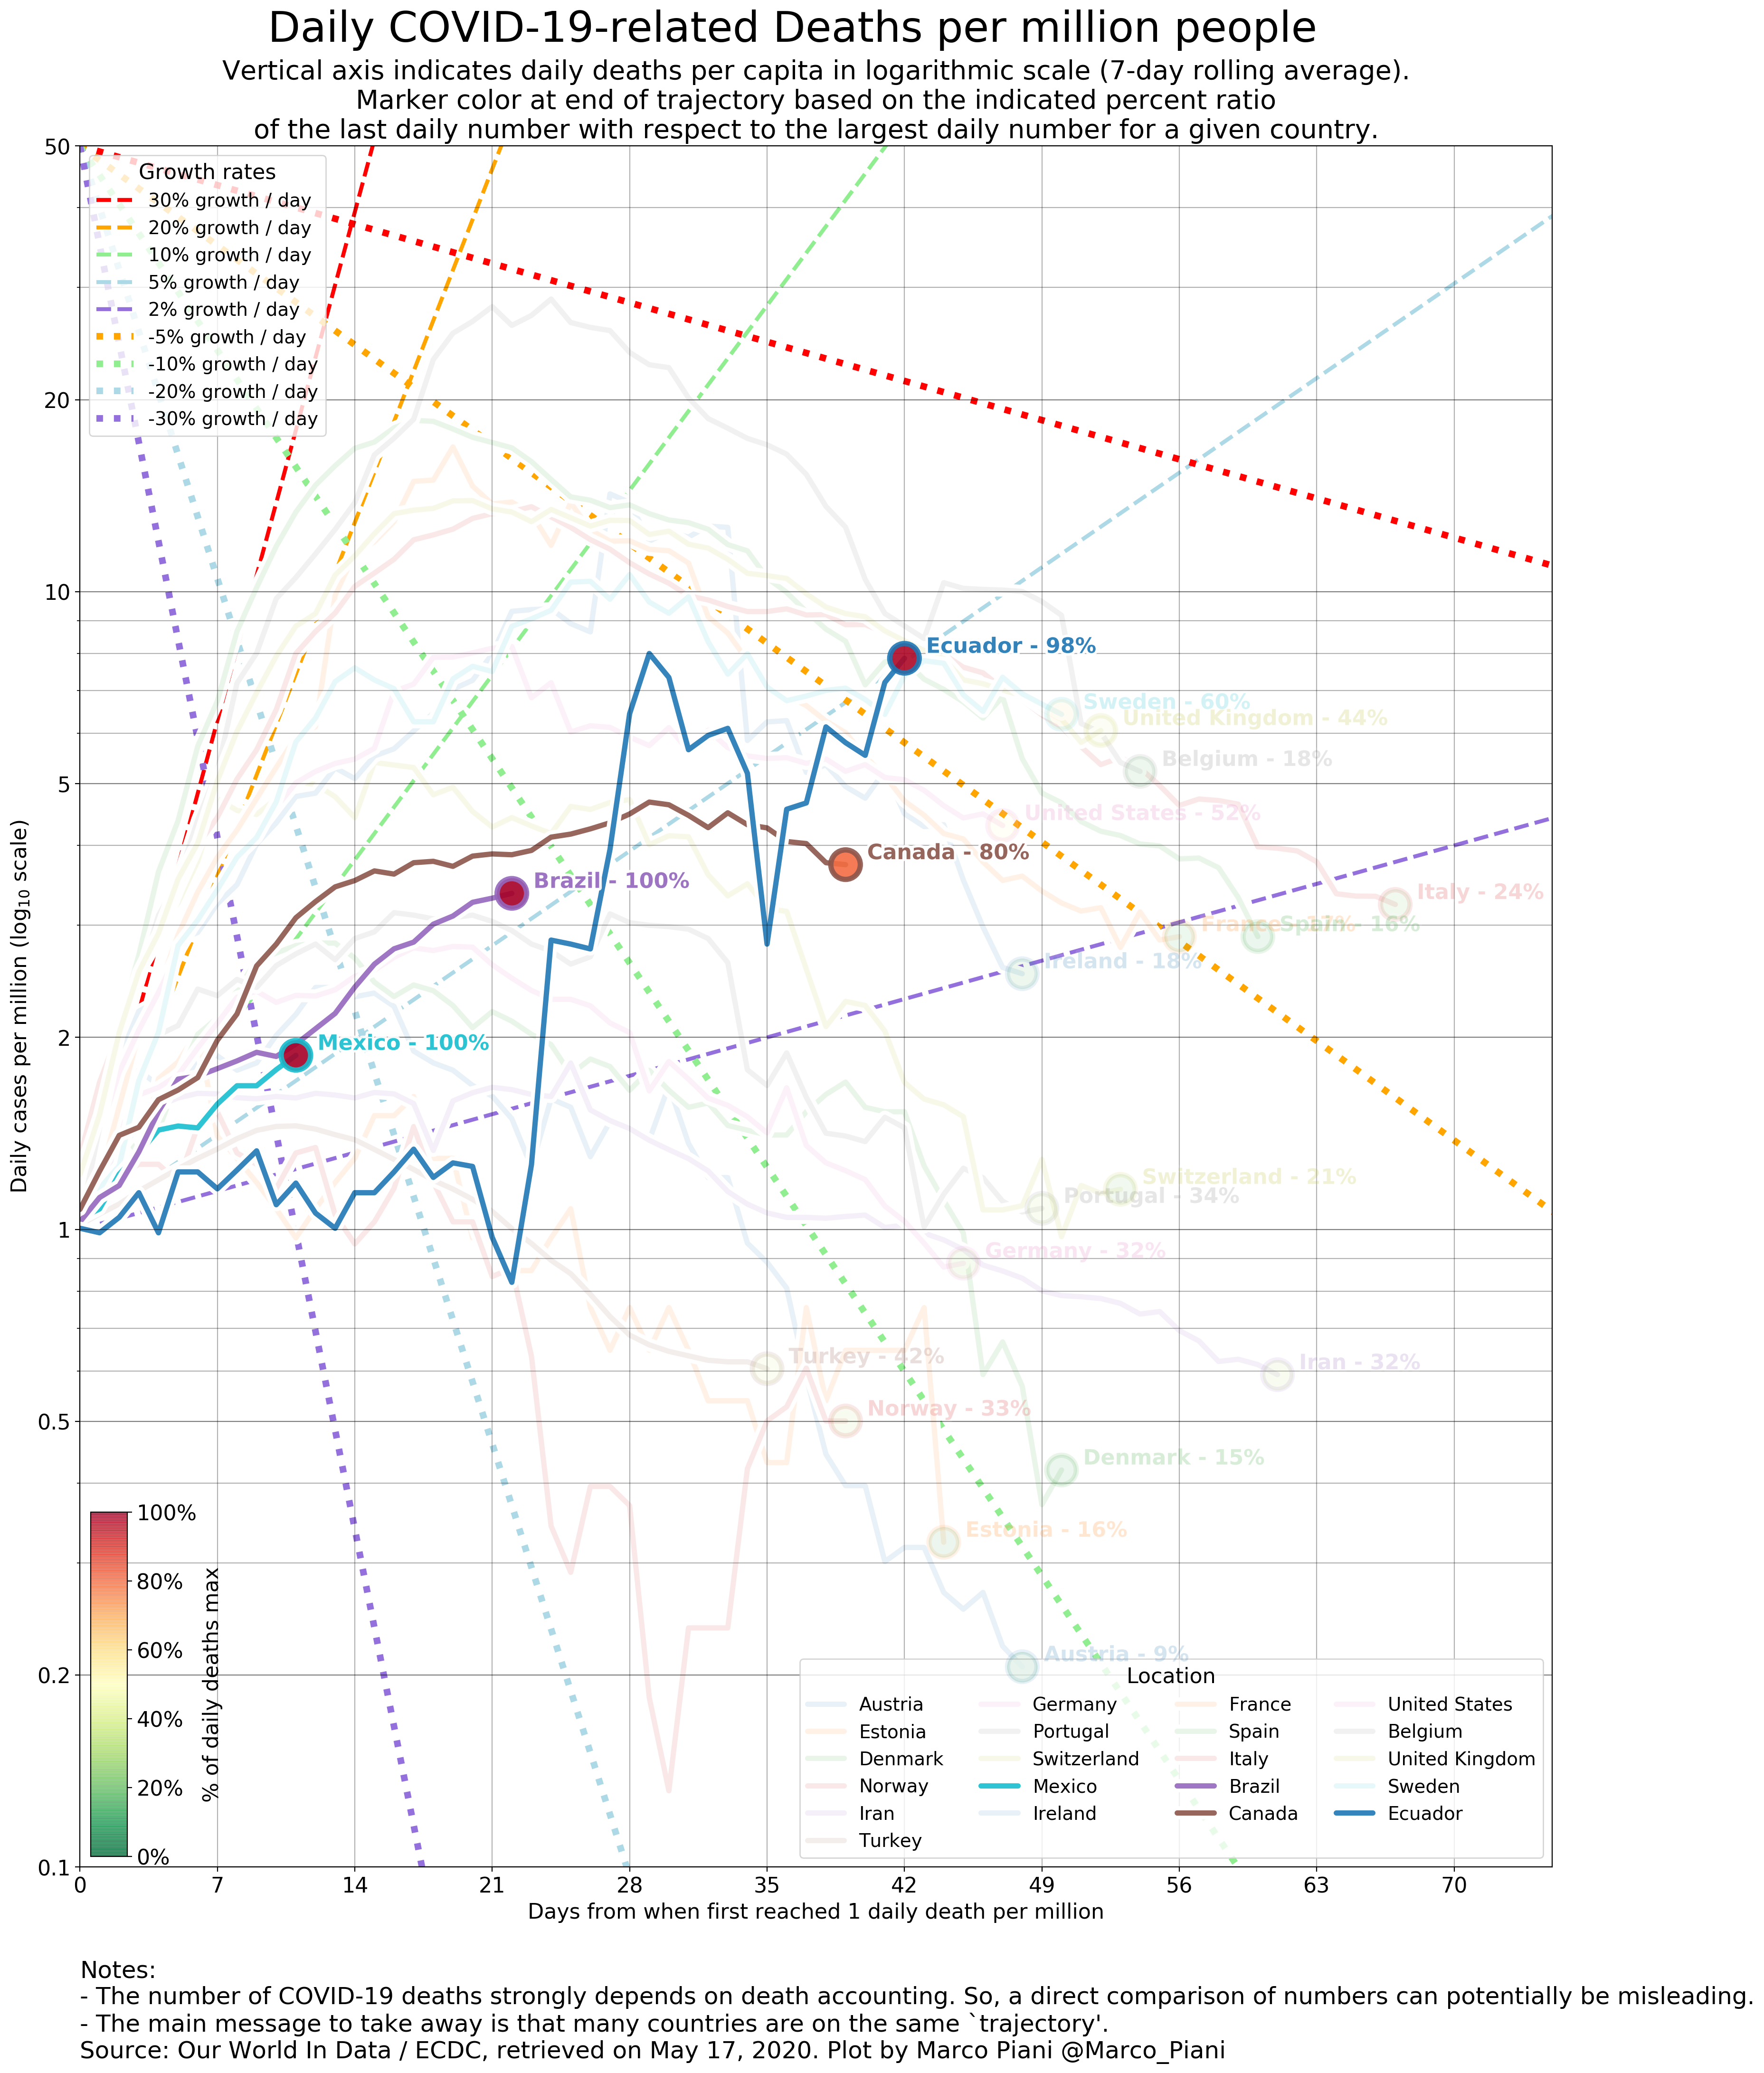 Daily COVID-19-related Deaths per million people
Vertical axis indicates daily deaths per capita in logarithmic scale (7-day rolling average).
Marker color at end of trajectory based on the indicated percent ratio
of the last daily number with respect to the largest daily number for a given country.
Growth rates
30% growth / day
20% growth / day
10% growth / day
5% growth / day
2% growth / day
-5% growth / day
-10% growth / day
-20% growth / day
-30% growth / day
50
20
10
5
2
1
0.5
0.2
0.1
Daily cases per million (log10 scale)
Ecuador - 98%
Sweden - 60%
United Kingdom - 44%
Belgium - 18%
United States - 52%
Canada - 80%
Brazil - 100%
Italy - 24%
France - 17%
Spain - 16%
Ireland - 18%
Mexico - 100%
Switzerland - 21%
Portugal - 34%
Germany - 32%
Turkey - 42%
Iran - 32%
Norway - 33%
Denmark - 15%
Estonia - 16%
Austria - 9%
100%
80%
60%
40%
20%
0%
% of daily deaths max
Location
Austria
Estonia
Denmark
Norway
Iran
Turkey
Germany
Portugal
Switzerland
Mexico
Ireland
France
Spain
Italy
Brazil
Canada
United States
Belgium
United Kingdom
Sweden
Ecuador
0 7 14 21 28 35 42 49 56 63 70
Days from when first reached 1 daily death per million
Notes:
- The number of COVID-19 deaths strongly depends on death accounting. So, a direct comparison of numbers can potentially be misleading.
- The main message to take away is that many countries are on the same `trajectory'.
Source: Our World In Data / ECDC, retrieved on May 17, 2020. Plot by Marco Piani @Marco_Piani